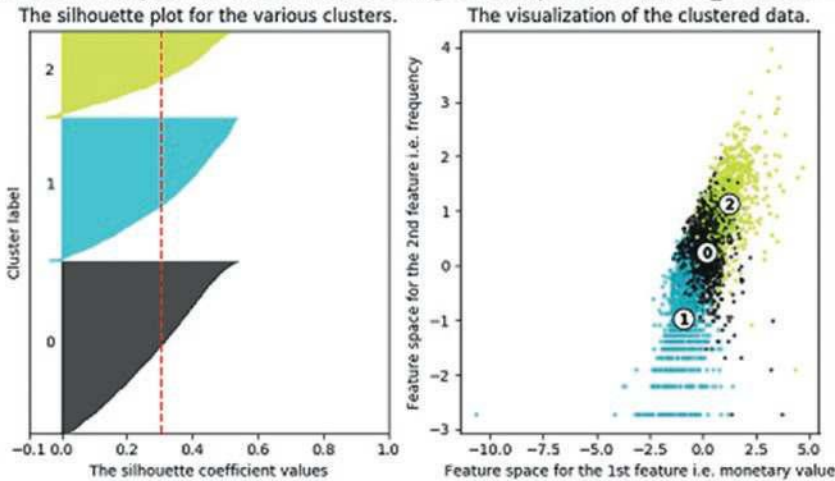 The silhouette plot for the various clusters.
2
1
0
Cluster label
-0.1 0.0 0.2 0.4 0.6 0.8 1.0
The silhouette coefficient values
The visualization of the clustered data.
4
3
2
1
0
-1
-2
-3
Feature space for the 2nd feature i.e. frequency
2
0
1
-10.0 -7.5 -5.0 -2.5 0.0 2.5 5.0
Feature space for the 1st feature i.e. monetary value